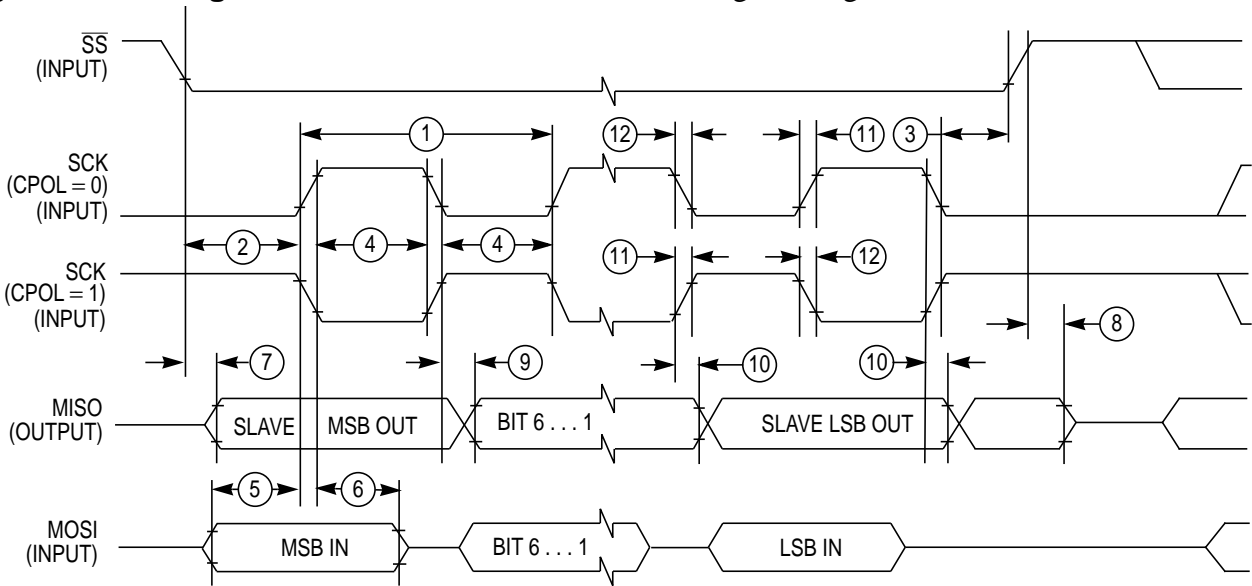 SS
(INPUT)
1
12
11
3
SCK
(CPOL = 0)
(INPUT)
2
4
4
11
12
SCK
(CPOL = 1)
(INPUT)
8
7
9
10
10
MISO
(OUTPUT)
SLAVE MSB OUT
BIT 6 . . . 1
SLAVE LSB OUT
5
6
MOSI
(INPUT)
MSB IN
BIT 6 . . . 1
LSB IN